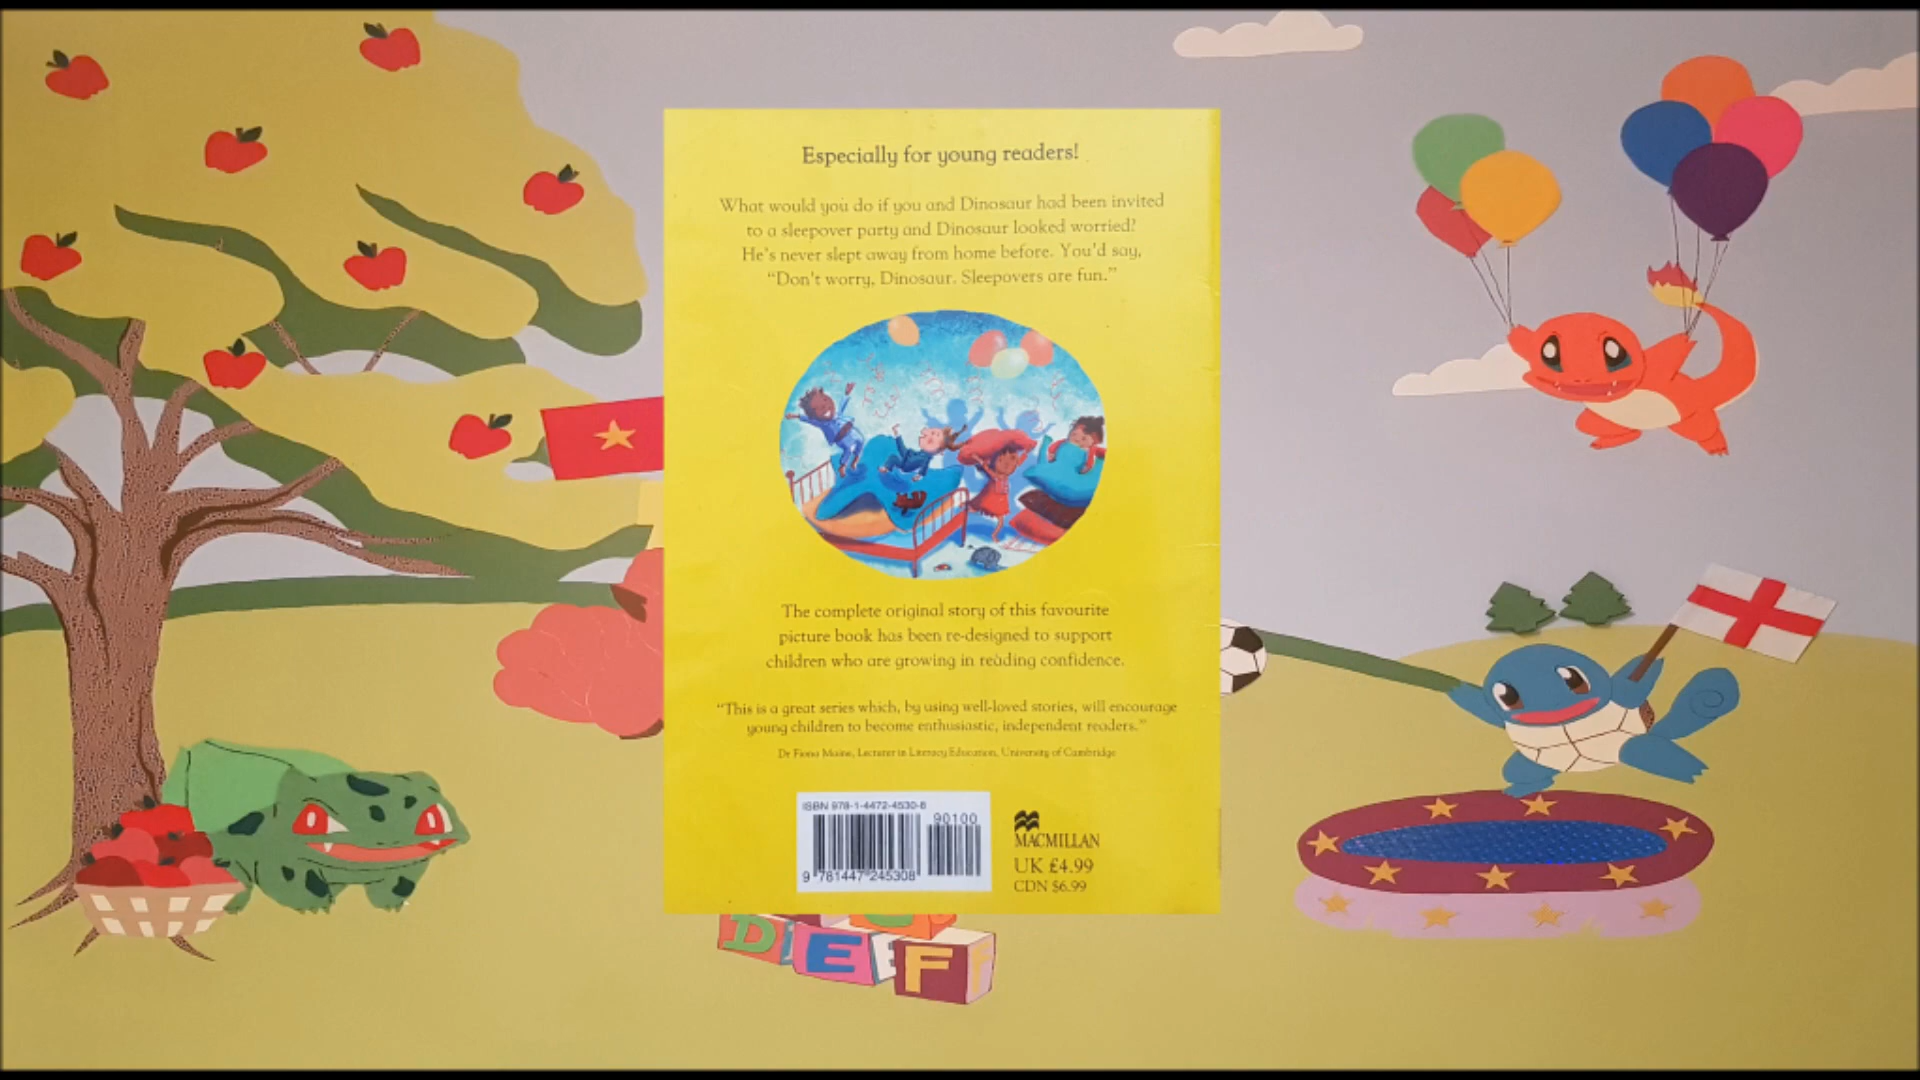 Especially for young readers!
What would you do if you and Dinosaur had been invited
to a sleepover party and Dinosaur looked worried?
He's never slept away from home before. You'd say,
"Don't worry, Dinosaur. Sleepovers are fun."
The complete original story of this favourite
picture book has been re-designed to support
children who are growing in reading confidence.
"This is a great series which, by using well-loved stories, will encourage
young children to become enthusiastic, independent readers."
Dr Fiona Maine, Lecturer in Literacy Education, University of Cambridge
ISBN 978-1-4472-4530-8
90100
9 781447 245308
MACMILLAN
UK £4.99
CDN $6.99
D E F